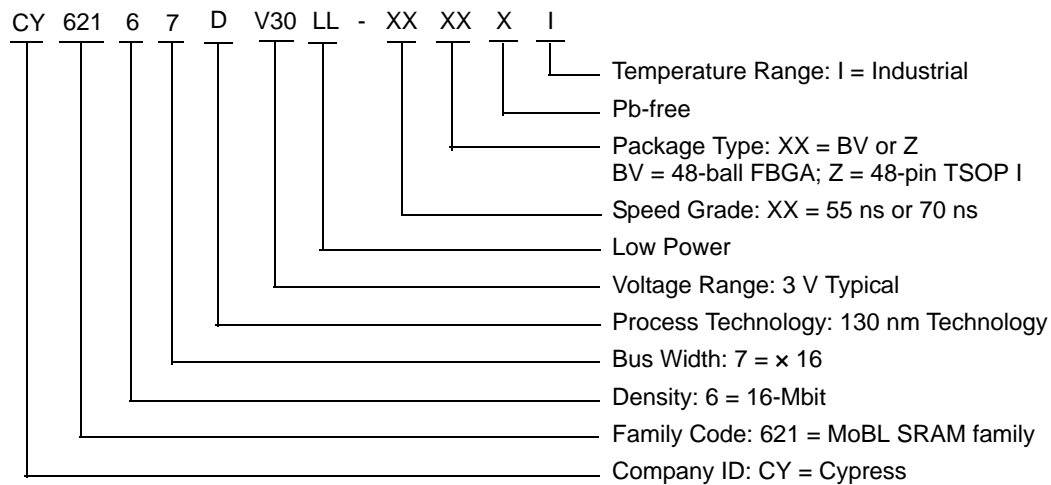 CY 621 6 7 D V30 LL - XX XX X I
Temperature Range: I = Industrial
Pb-free
Package Type: XX = BV or Z
BV = 48-ball FBGA; Z = 48-pin TSOP I
Speed Grade: XX = 55 ns or 70 ns
Low Power
Voltage Range: 3 V Typical
Process Technology: 130 nm Technology
Bus Width: 7 = × 16
Density: 6 = 16-Mbit
Family Code: 621 = MoBL SRAM family
Company ID: CY = Cypress